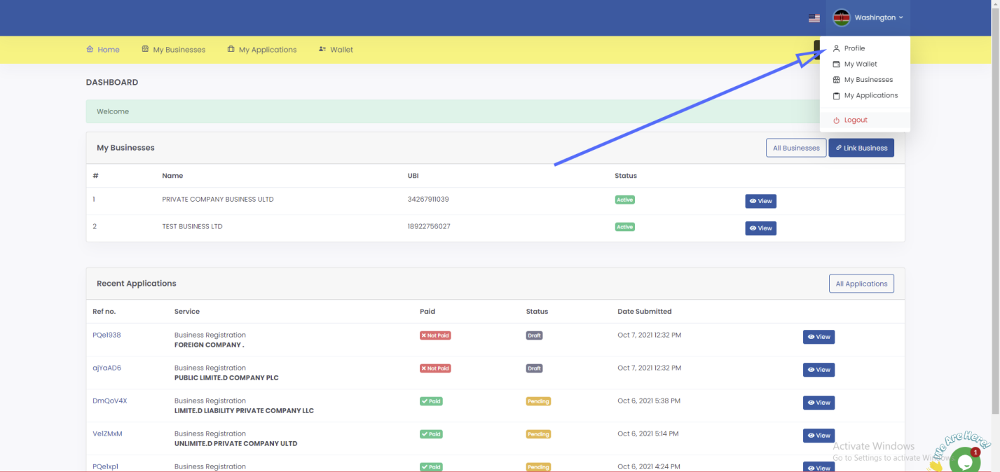 Washington
Home My Businesses My Applications Wallet
Profile
My Wallet
My Businesses
My Applications
Logout
DASHBOARD
Welcome
My Businesses All Businesses Link Business
# Name UBI Status
1 PRIVATE COMPANY BUSINESS ULTD 34267911039 Active View
2 TEST BUSINESS LTD 18922756027 Active View
Recent Applications All Applications
Ref no. Service Paid Status Date Submitted
PQe1938 Business Registration Not Paid Draft Oct 7, 2021 12:32 PM View
FOREIGN COMPANY .
ajYaAD6 Business Registration Not Paid Draft Oct 7, 2021 12:32 PM View
PUBLIC LIMITE.D COMPANY PLC
DmQoV4X Business Registration Paid Pending Oct 6, 2021 5:38 PM View
LIMITE.D LIABILITY PRIVATE COMPANY LLC
Ve1ZMxM Business Registration Paid Pending Oct 6, 2021 5:14 PM View
UNLIMITE.D PRIVATE COMPANY ULTD
PQe1xp1 Business Registration Paid Pending Oct 6, 2021 4:24 PM View
Activate Windows
Go to Settings to activate
We Are Here!
1